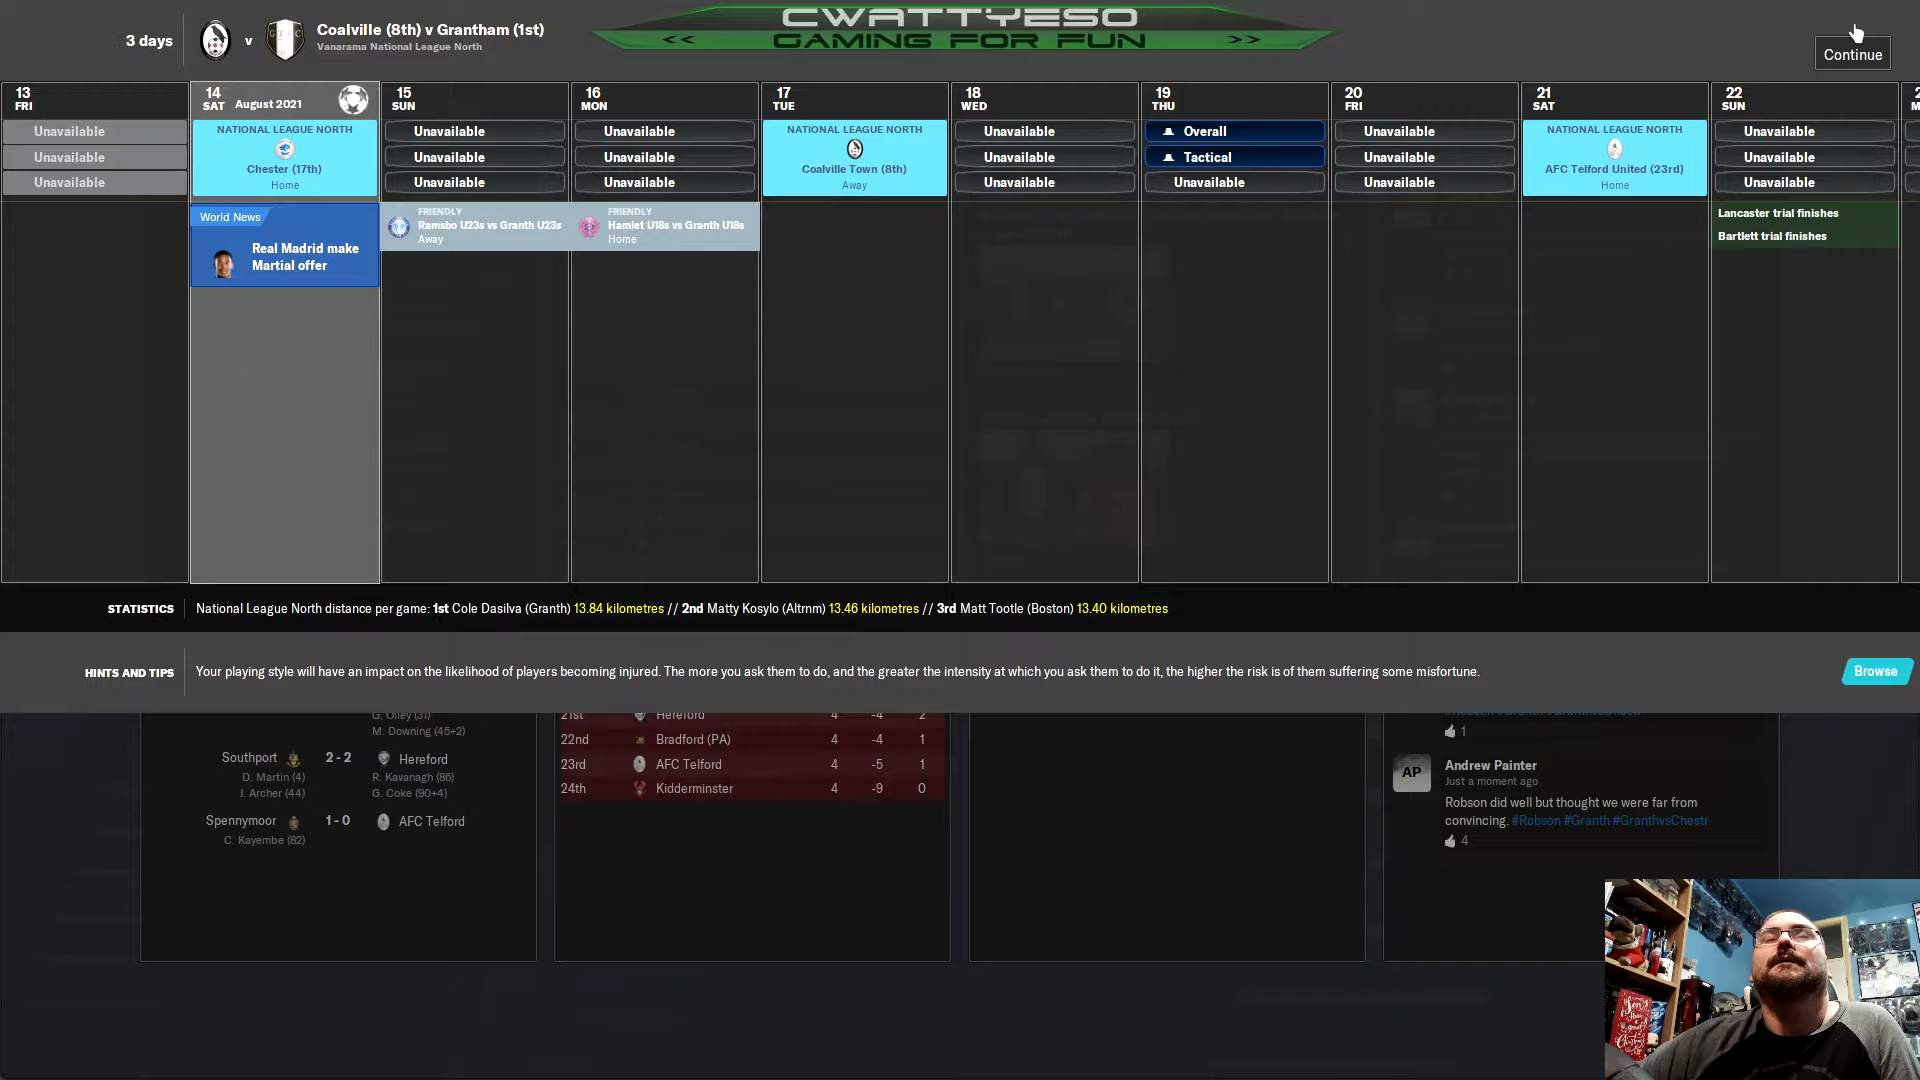 3 days
v
Coalville (8th) v Grantham (1st)
Vanarama National League North
CWATTYESO
<< GAMING FOR FUN >>
Continue
13
FRI
14
SAT August 2021
15
SUN
16
MON
17
TUE
18
WED
19
THU
20
FRI
21
SAT
22
SUN
Unavailable
Unavailable
Unavailable
NATIONAL LEAGUE NORTH
Chester (17th)
Home
Unavailable
Unavailable
Unavailable
Unavailable
Unavailable
Unavailable
NATIONAL LEAGUE NORTH
Coalville Town (8th)
Away
Unavailable
Unavailable
Unavailable
Overall
Tactical
Unavailable
Unavailable
Unavailable
Unavailable
NATIONAL LEAGUE NORTH
AFC Telford United (23rd)
Home
Unavailable
Unavailable
Unavailable
World News
Real Madrid make
Martial offer
FRIENDLY
Ramsbo U23s vs Granth U23s
Away
FRIENDLY
Hamlet U18s vs Granth U18s
Home
Lancaster trial finishes
Bartlett trial finishes
STATISTICS National League North distance per game: 1st Cole Dasilva (Granth) 13.84 kilometres // 2nd Matty Kosylo (Altrnm) 13.46 kilometres // 3rd Matt Tootle (Boston) 13.40 kilometres
HINTS AND TIPS Your playing style will have an impact on the likelihood of players becoming injured. The more you ask them to do, and the greater the intensity at which you ask them to do it, the higher the risk is of them suffering some misfortune.
Browse
G. Olley (31)
M. Downing (45+2)
Southport 2 - 2 Hereford
D. Martin (4) R. Kavanagh (86)
J. Archer (44) G. Coke (90+4)
Spennymoor 1 - 0 AFC Telford
C. Kayembe (82)
21st Hereford 4 -4 2
22nd Bradford (PA) 4 -4 1
23rd AFC Telford 4 -5 1
24th Kidderminster 4 -9 0
1
AP
Andrew Painter
Just a moment ago
Robson did well but thought we were far from
convincing. #Robson #Granth #GranthvsChestr
4